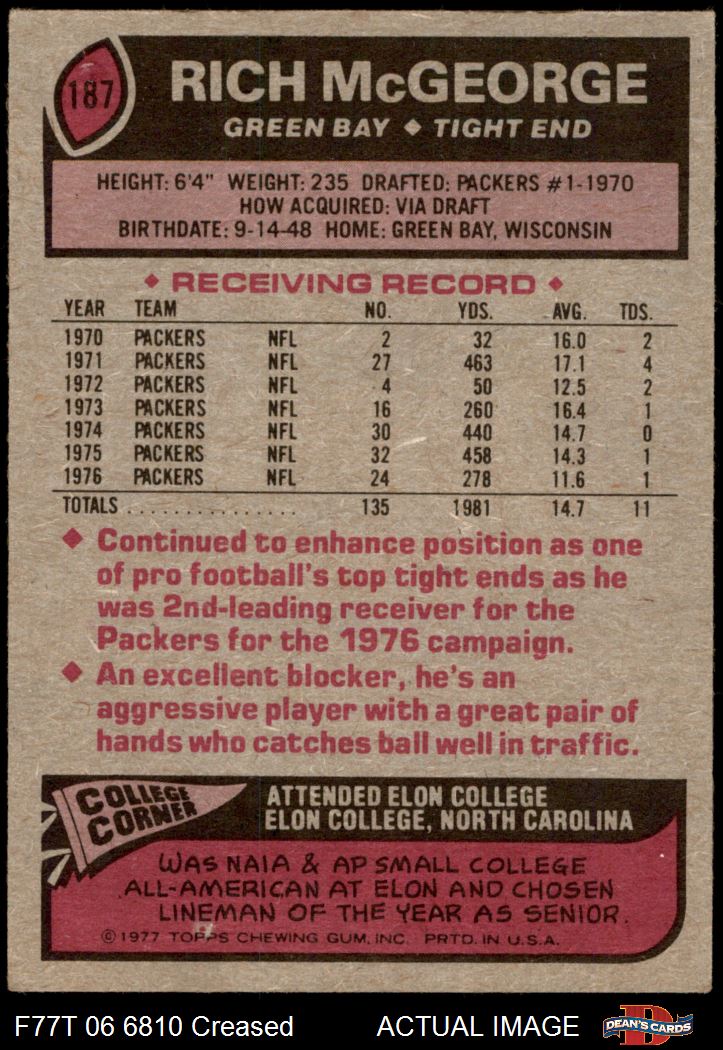 187
RICH McGEORGE
GREEN BAY ◆ TIGHT END
HEIGHT: 6'4" WEIGHT: 235 DRAFTED: PACKERS #1-1970
HOW ACQUIRED: VIA DRAFT
BIRTHDATE: 9-14-48 HOME: GREEN BAY, WISCONSIN
◆ RECEIVING RECORD ◆
YEAR TEAM NO. YDS. AVG. TDS.
1970 PACKERS NFL 2 32 16.0 2
1971 PACKERS NFL 27 463 17.1 4
1972 PACKERS NFL 4 50 12.5 2
1973 PACKERS NFL 16 260 16.4 1
1974 PACKERS NFL 30 440 14.7 0
1975 PACKERS NFL 32 458 14.3 1
1976 PACKERS NFL 24 278 11.6 1
TOTALS . . . . . . . . . . . . . . . 135 1981 14.7 11
◆ Continued to enhance position as one
of pro football's top tight ends as he
was 2nd-leading receiver for the
Packers for the 1976 campaign.
◆ An excellent blocker, he's an
aggressive player with a great pair of
hands who catches ball well in traffic.
COLLEGE
CORNER
ATTENDED ELON COLLEGE
ELON COLLEGE, NORTH CAROLINA
WAS NAIA & AP SMALL COLLEGE
ALL-AMERICAN AT ELON AND CHOSEN
LINEMAN OF THE YEAR AS SENIOR.
©1977 TOPPS CHEWING GUM, INC. PRTD. IN U.S.A.
F77T 06 6810 Creased ACTUAL IMAGE
D
DEAN'S CARDS